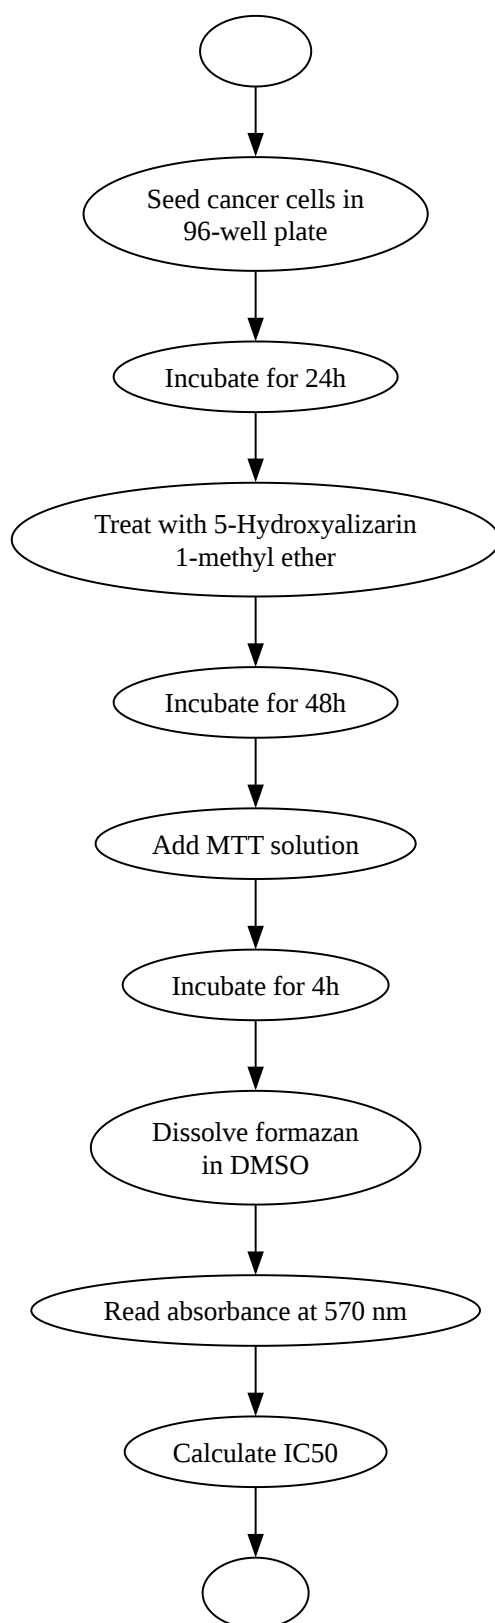 Seed cancer cells in
96-well plate
Incubate for 24h
Treat with 5-Hydroxyalizarin
1-methyl ether
Incubate for 48h
Add MTT solution
Incubate for 4h
Dissolve formazan
in DMSO
Read absorbance at 570 nm
Calculate IC50